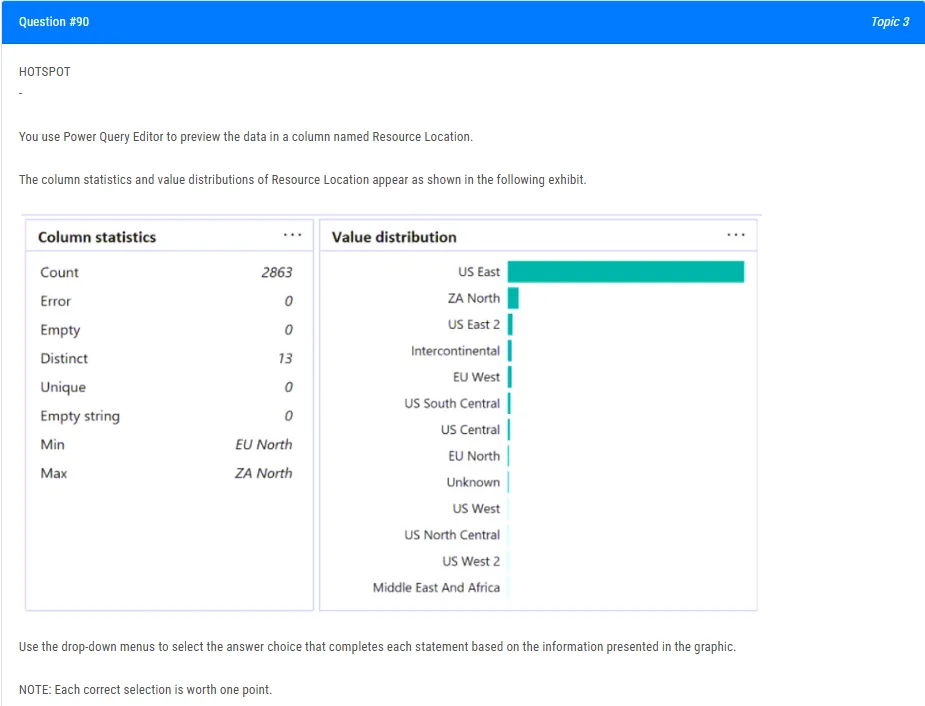 Question #90
Topic 3
HOTSPOT
-
You use Power Query Editor to preview the data in a column named Resource Location.
The column statistics and value distributions of Resource Location appear as shown in the following exhibit.
Column statistics ...
Count 2863
Error 0
Empty 0
Distinct 13
Unique 0
Empty string 0
Min EU North
Max ZA North
Value distribution ...
US East
ZA North
US East 2
Intercontinental
EU West
US South Central
US Central
EU North
Unknown
US West
US North Central
US West 2
Middle East And Africa
Use the drop-down menus to select the answer choice that completes each statement based on the information presented in the graphic.
NOTE: Each correct selection is worth one point.